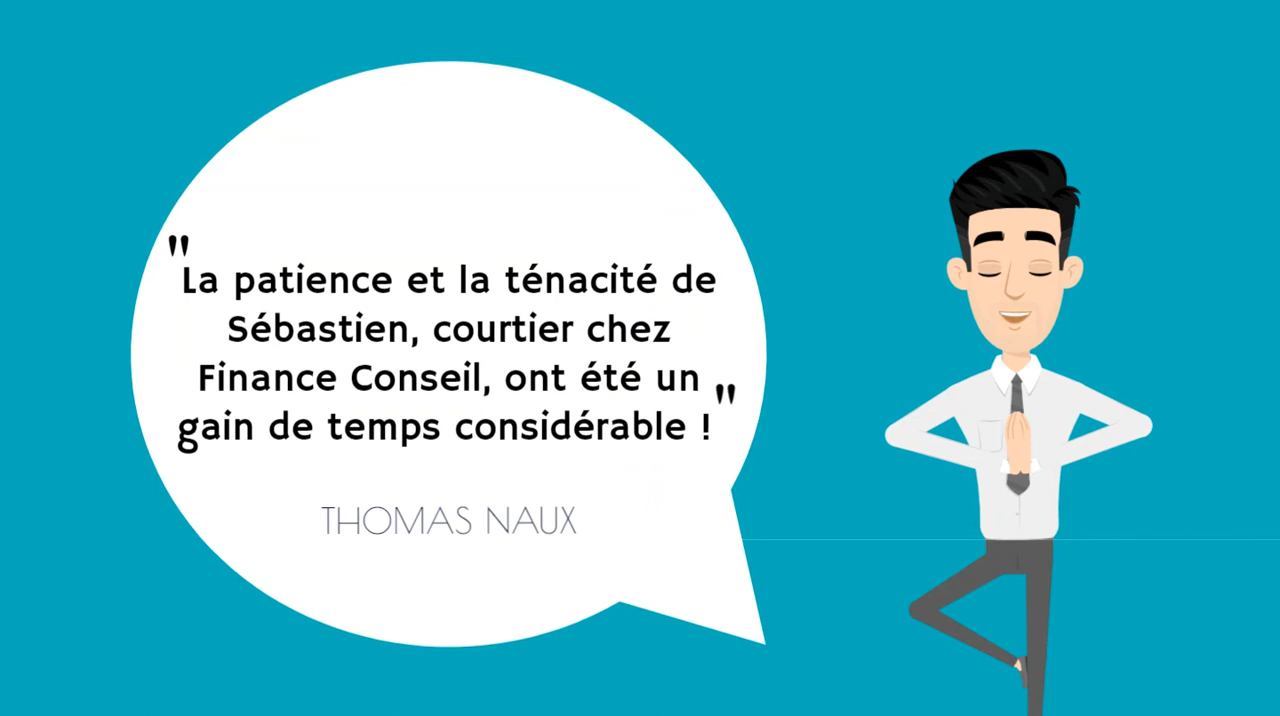 "La patience et la ténacité de
Sébastien, courtier chez
Finance Conseil, ont été un
gain de temps considérable !"
THOMAS NAUX